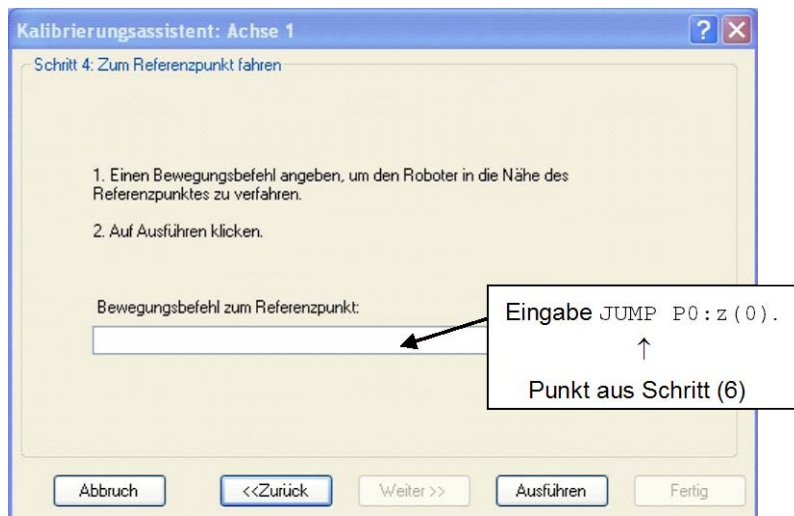 Kalibrierungsassistent: Achse 1
Schritt 4: Zum Referenzpunkt fahren
1. Einen Bewegungsbefehl angeben, um den Roboter in die Nähe des
Referenzpunktes zu verfahren.
2. Auf Ausführen klicken.
Bewegungsbefehl zum Referenzpunkt:
Eingabe JUMP P0:z(0).
↑
Punkt aus Schritt (6)
Abbruch <<Zurück Weiter >> Ausführen Fertig